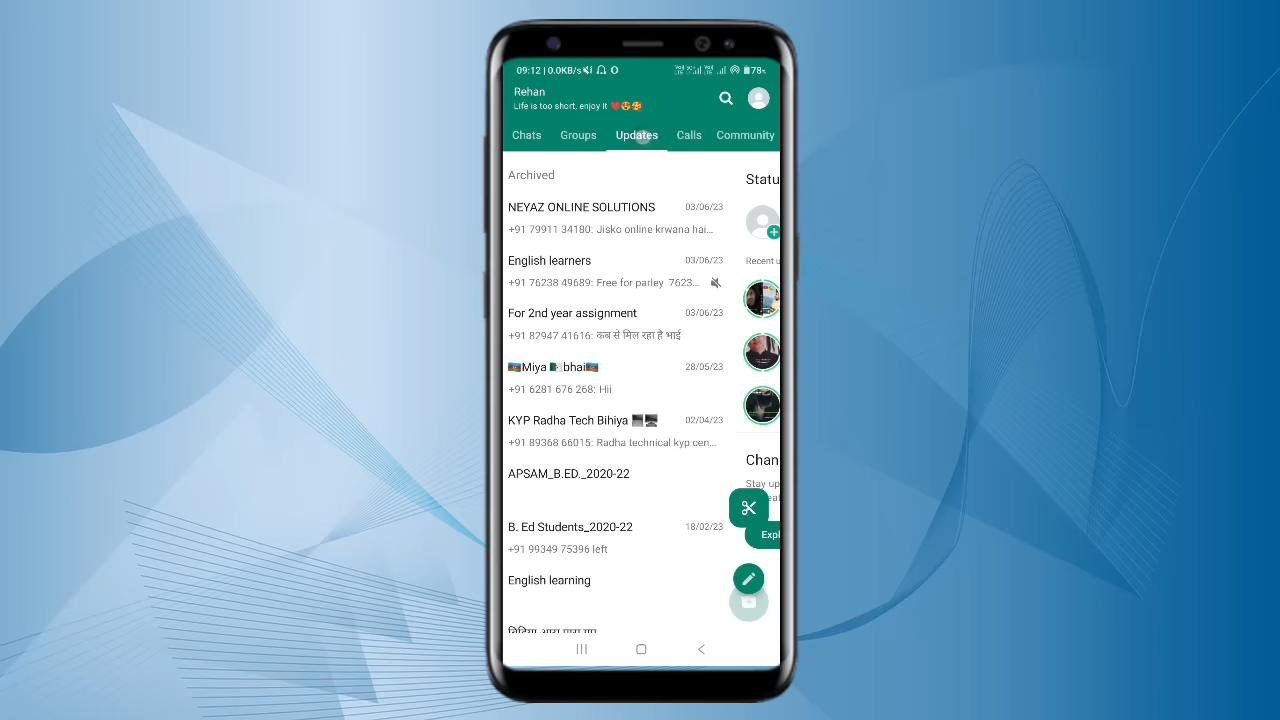 09:12 | 0.0KB/s
78%
Rehan
Life is too short, enjoy it ❤️😍🥰
Chats Groups Updates Calls Community
Archived
NEYAZ ONLINE SOLUTIONS 03/06/23
+91 79911 34180: Jisko online krwana hai...
English learners 03/06/23
+91 76238 49689: Free for parley 7623...
For 2nd year assignment 03/06/23
+91 82947 41616: कब से मिल रहा है भाई
🇦🇿Miya 🇩🇿bhai🇦🇿 28/05/23
+91 6281 676 268: Hii
KYP Radha Tech Bihiya 02/04/23
+91 89368 66015: Radha technical kyp cen...
APSAM_B.ED._2020-22
B. Ed Students_2020-22 18/02/23
+91 99349 75396 left
English learning
Statu
Recent u
Chan
Stay up
Expl